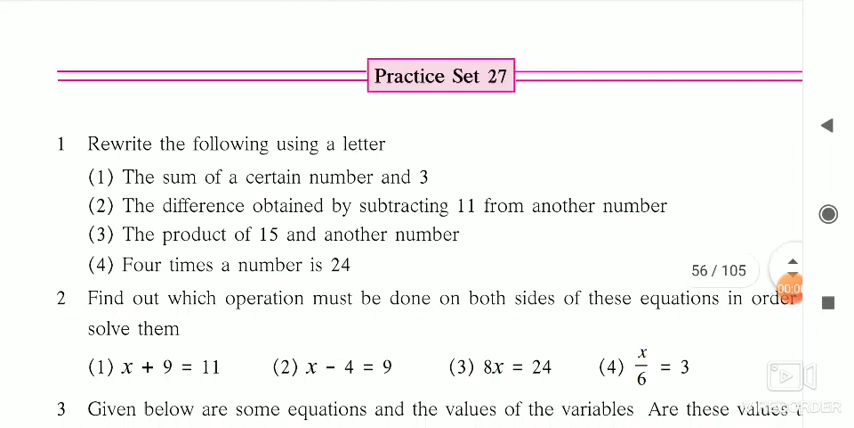 Practice Set 27
1 Rewrite the following using a letter
(1) The sum of a certain number and 3
(2) The difference obtained by subtracting 11 from another number
(3) The product of 15 and another number
(4) Four times a number is 24
56 / 105
2 Find out which operation must be done on both sides of these equations in order
00:0
solve them
(1) x + 9 = 11 (2) x - 4 = 9 (3) 8x = 24 (4) x/6 = 3
3 Given below are some equations and the values of the variables Are these values